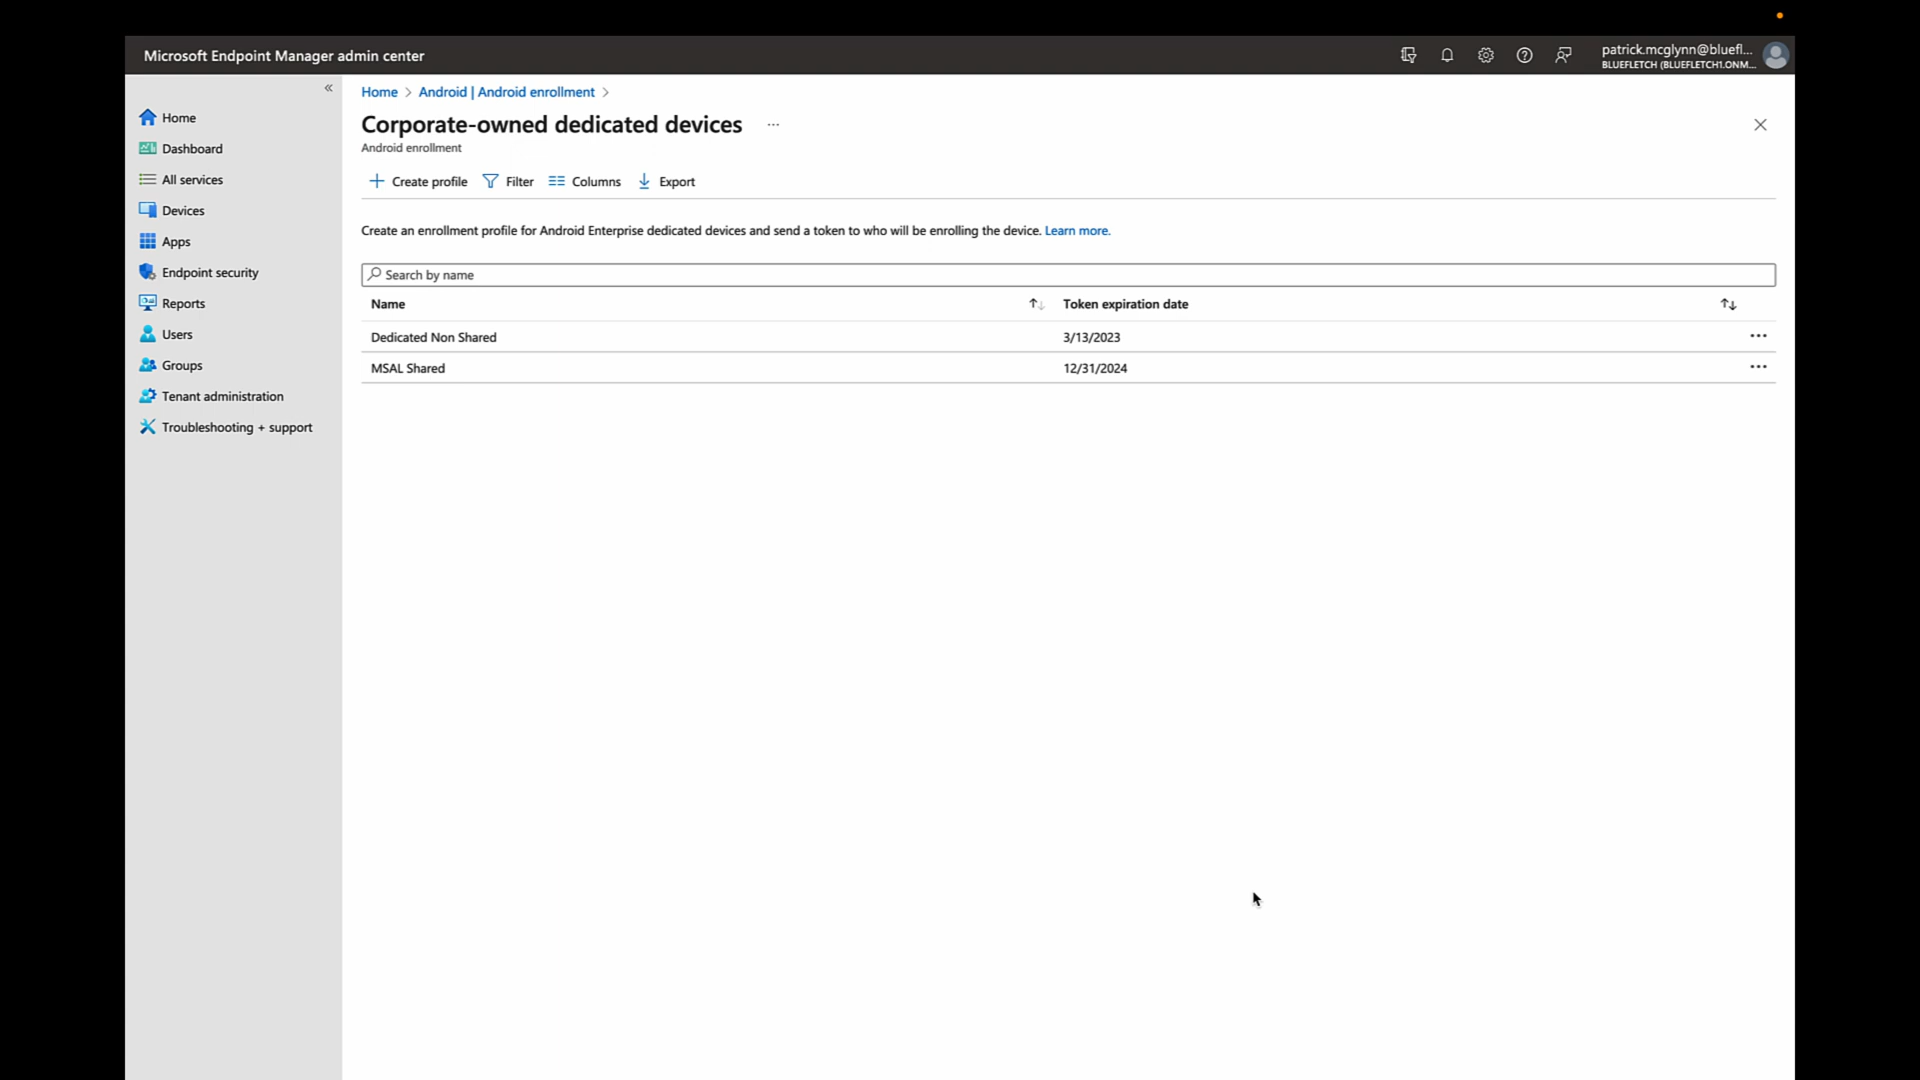 Microsoft Endpoint Manager admin center
patrick.mcglynn@bluefl...
BLUEFLETCH (BLUEFLETCH1.ONM...
«
Home
Dashboard
All services
Devices
Apps
Endpoint security
Reports
Users
Groups
Tenant administration
Troubleshooting + support
Home > Android | Android enrollment >
Corporate-owned dedicated devices ...
Android enrollment
Create profile Filter Columns Export
Create an enrollment profile for Android Enterprise dedicated devices and send a token to who will be enrolling the device. Learn more.
Search by name
Name Token expiration date
Dedicated Non Shared 3/13/2023 ...
MSAL Shared 12/31/2024 ...